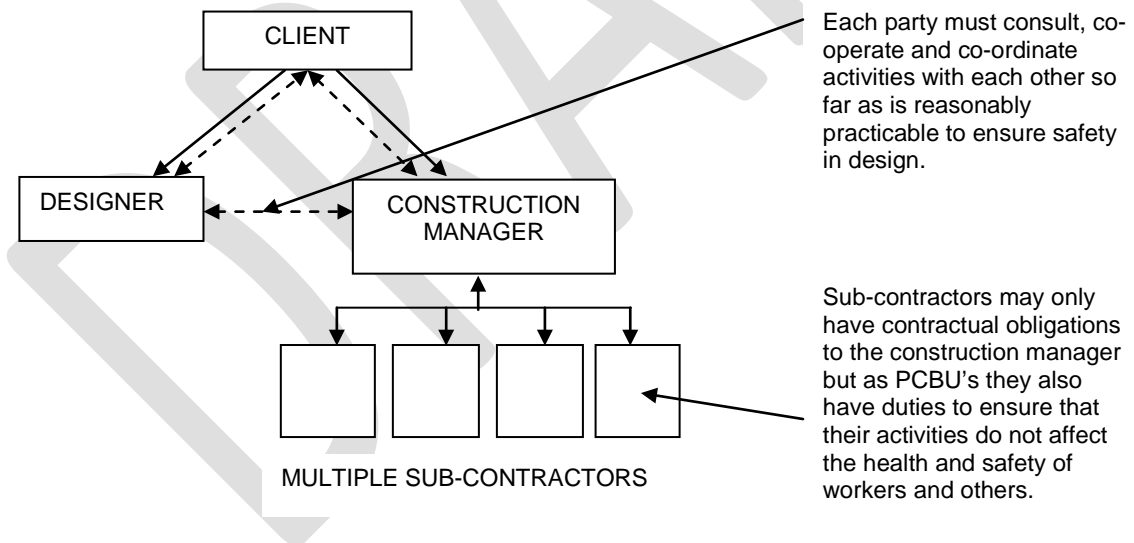 CLIENT
Each party must consult, co-
operate and co-ordinate
activities with each other so
far as is reasonably
practicable to ensure safety
in design.
DESIGNER
CONSTRUCTION
MANAGER
Sub-contractors may only
have contractual obligations
to the construction manager
but as PCBU's they also
have duties to ensure that
their activities do not affect
the health and safety of
workers and others.
MULTIPLE SUB-CONTRACTORS